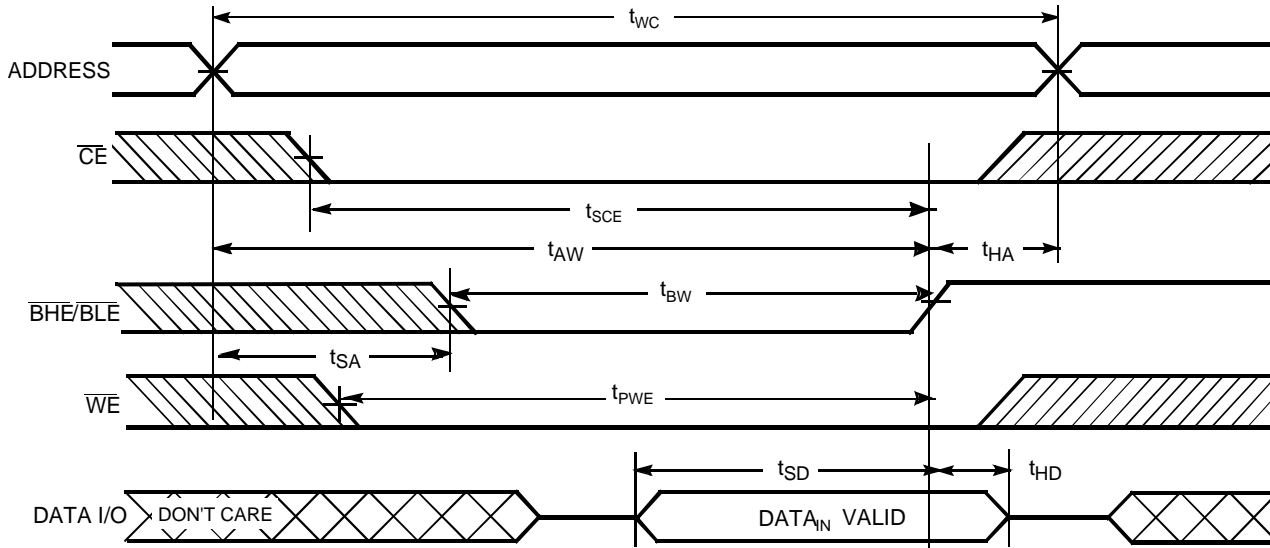 tWC
ADDRESS
CE
tSCE
tAW
tHA
BHE/BLE
tBW
tSA
WE
tPWE
tSD
tHD
DATA I/O
DON'T CARE
DATAIN VALID